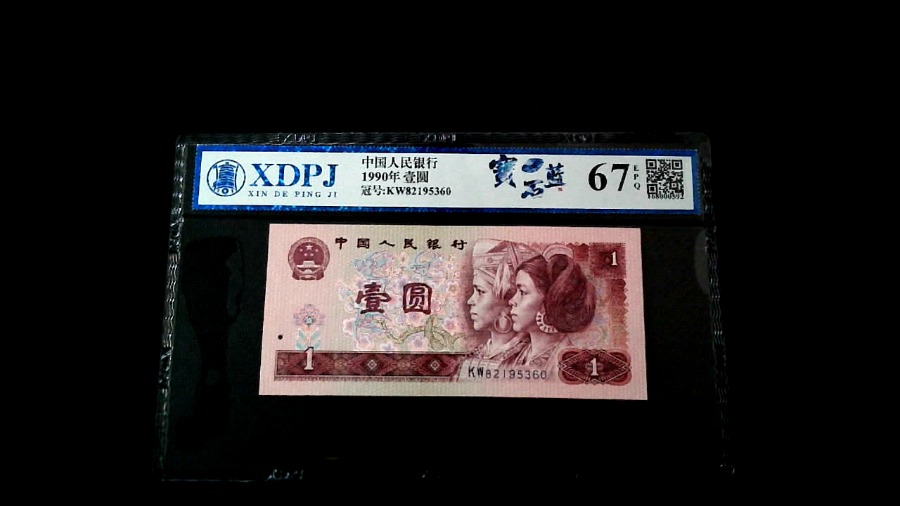 XDPJ
XIN DE PING JI
中国人民银行
1990年 壹圆
冠号:KW82195360
寶石蓝
67
EPQ
中国人民银行
1
壹圆
1
KW82195360
1